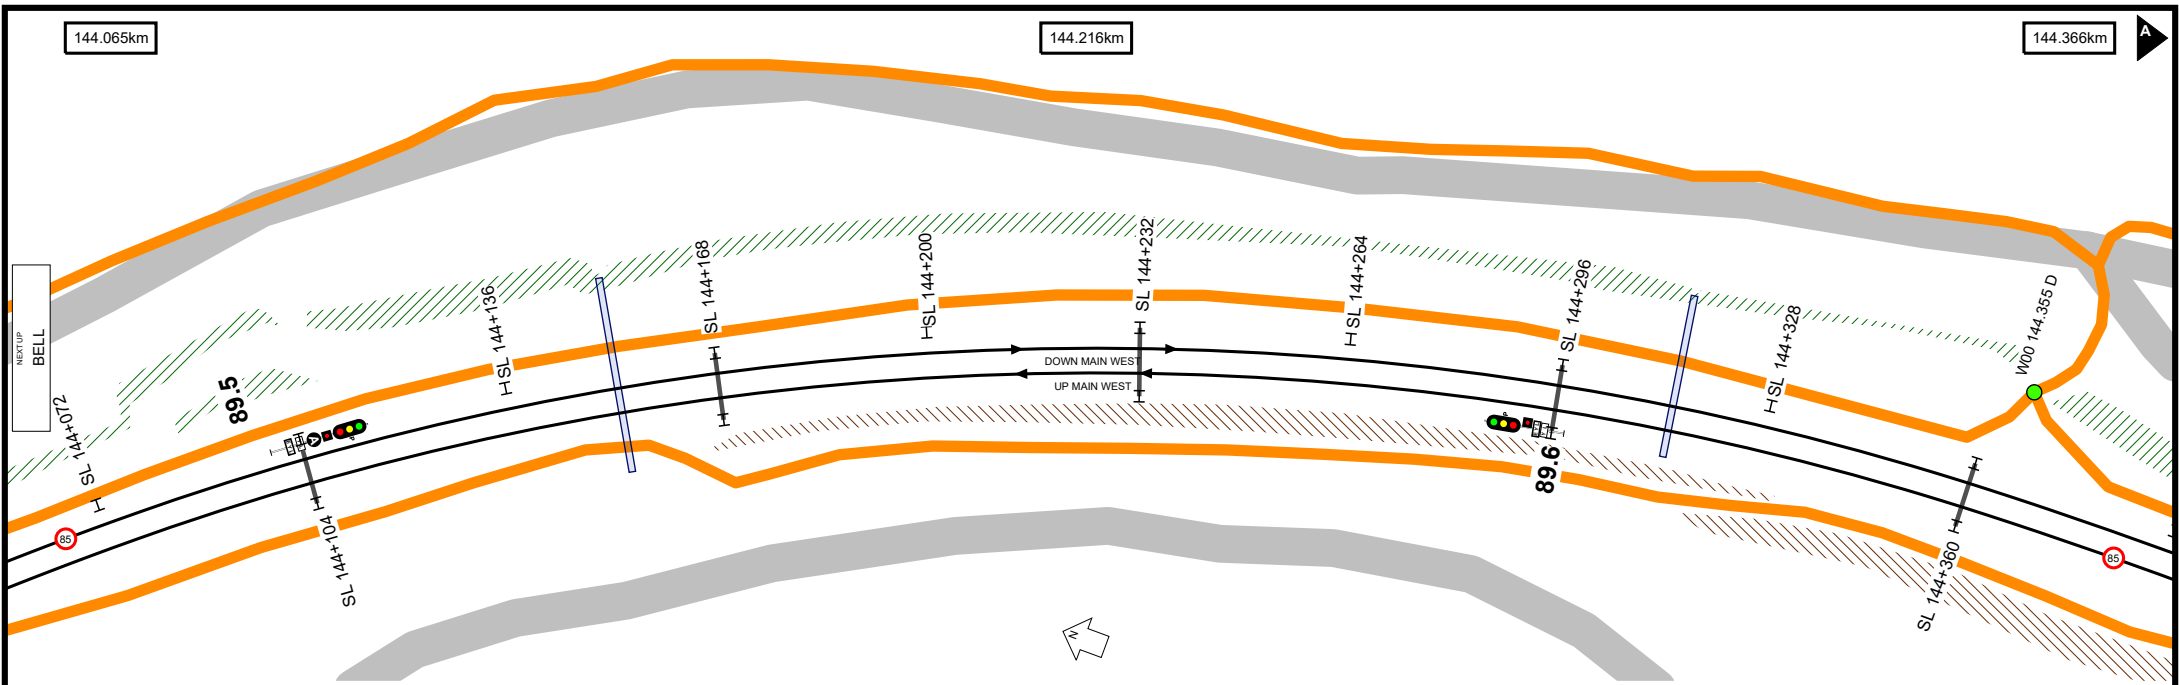 144.065km
144.216km
144.366km
A
NEXT UP
BELL
SL 144+072
89.5
A
P
SL 144+104
SL 144+136
SL 144+168
SL 144+200
SL 144+232
SL 144+264
SL 144+296
SL 144+328
W00 144.355 D
DOWN MAIN WEST
UP MAIN WEST
P
89.6
SL 144+360
85
85
N